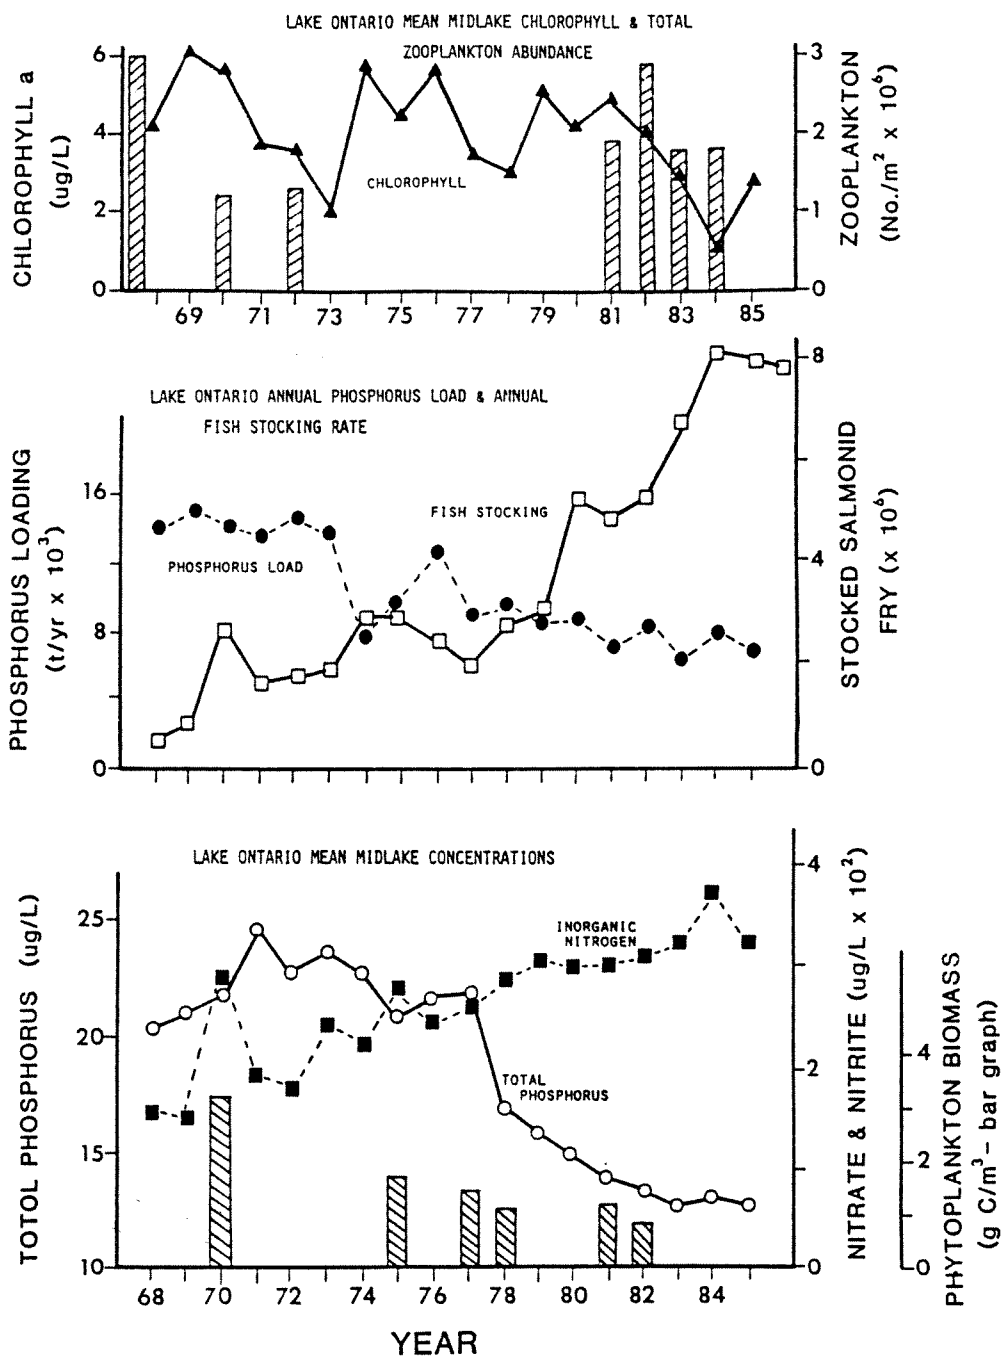 LAKE ONTARIO MEAN MIDLAKE CHLOROPHYLL & TOTAL
ZOOPLANKTON ABUNDANCE
CHLOROPHYLL a
(ug/L)
6
4
2
0
CHLOROPHYLL
3
2
1
0
ZOOPLANKTON
(No./m² x 10⁶)
69 71 73 75 77 79 81 83 85
LAKE ONTARIO ANNUAL PHOSPHORUS LOAD & ANNUAL
FISH STOCKING RATE
PHOSPHORUS LOADING
(t/yr x 10³)
16
8
0
FISH STOCKING
PHOSPHORUS LOAD
8
4
0
STOCKED SALMONID
FRY (x 10⁶)
LAKE ONTARIO MEAN MIDLAKE CONCENTRATIONS
TOTOL PHOSPHORUS (ug/L)
25
20
15
10
INORGANIC
NITROGEN
TOTAL
PHOSPHORUS
4
2
0
NITRATE & NITRITE (ug/L x 10²)
4
2
0
PHYTOPLANKTON BIOMASS
(g C/m³– bar graph)
68 70 72 74 76 78 80 82 84
YEAR